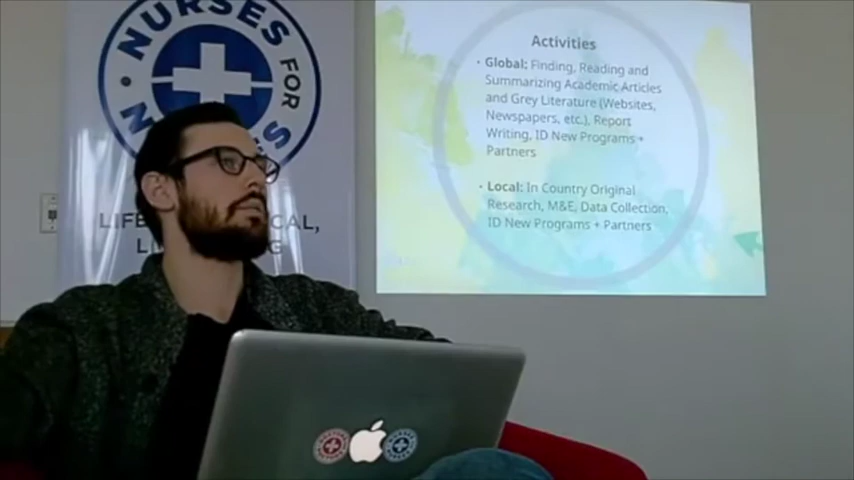 NURSES FOR
N
S
LIFE
CAL,
Activities
• Global: Finding, Reading and
Summarizing Academic Articles
and Grey Literature (Websites,
Newspapers, etc.), Report
Writing, ID New Programs +
Partners
• Local: In Country Original
Research, M&E, Data Collection,
ID New Programs + Partners